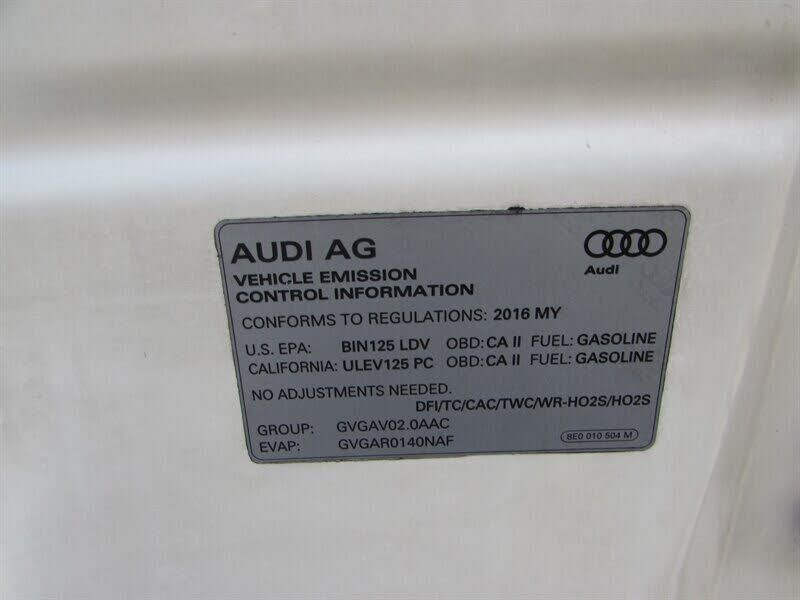 AUDI AG
Audi
VEHICLE EMISSION
CONTROL INFORMATION
CONFORMS TO REGULATIONS: 2016 MY
U.S. EPA: BIN125 LDV OBD: CA II FUEL: GASOLINE
CALIFORNIA: ULEV125 PC OBD: CA II FUEL: GASOLINE
NO ADJUSTMENTS NEEDED.
DFI/TC/CAC/TWC/WR-HO2S/HO2S
GROUP: GVGAV02.0AAC
EVAP: GVGAR0140NAF
8E0 010 504 M